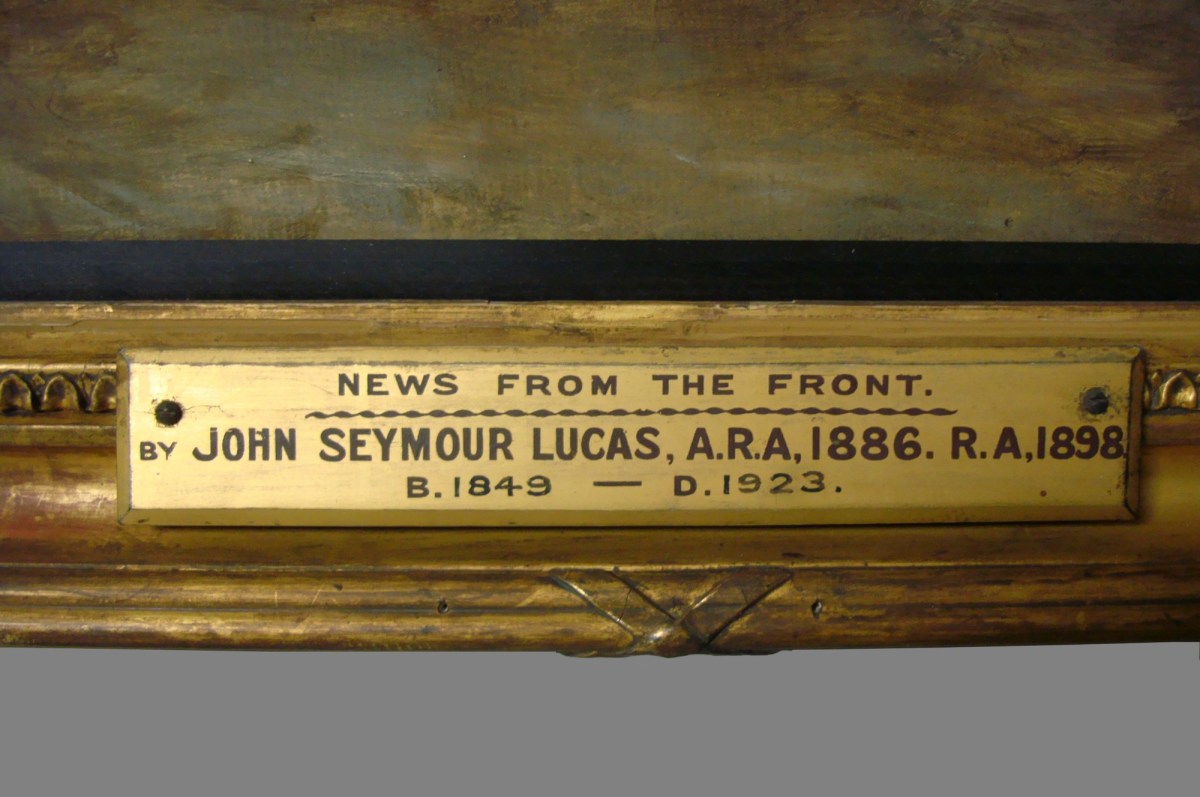 NEWS FROM THE FRONT.
BY JOHN SEYMOUR LUCAS, A.R.A, 1886. R.A, 1898.
B. 1849 — D. 1923.